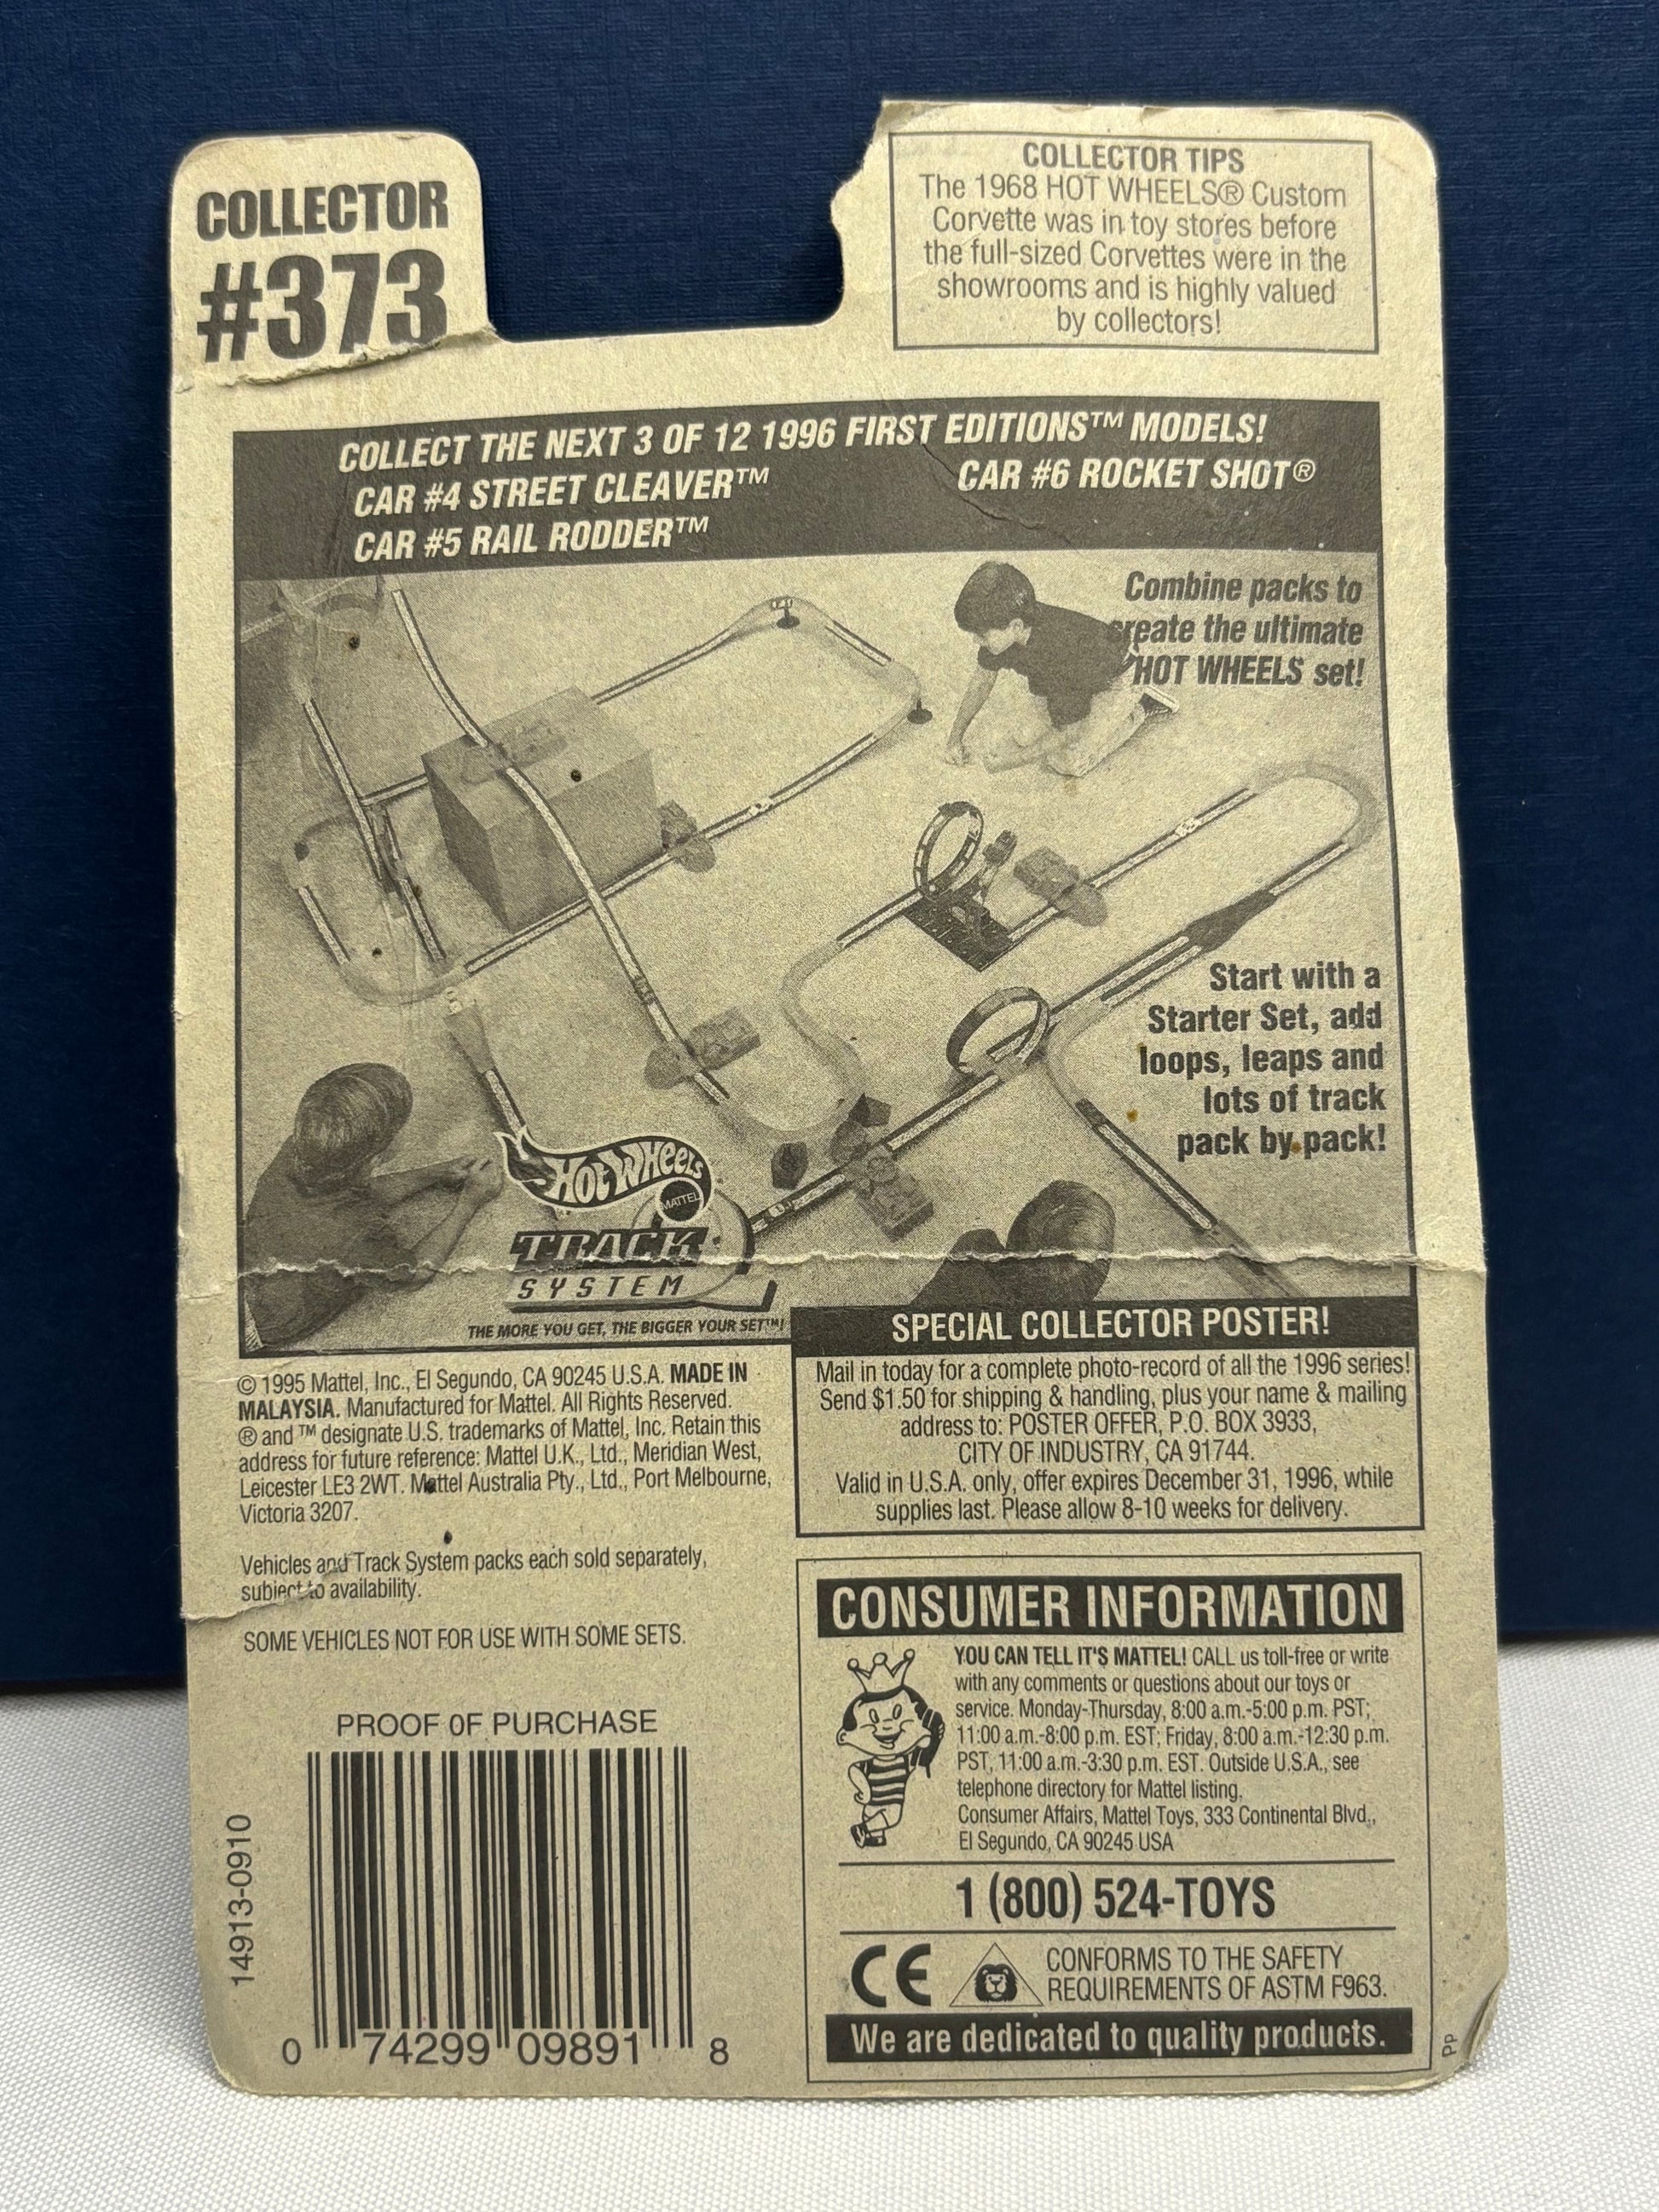 COLLECTOR
#373
COLLECTOR TIPS
The 1968 HOT WHEELS® Custom
Corvette was in toy stores before
the full-sized Corvettes were in the
showrooms and is highly valued
by collectors!
COLLECT THE NEXT 3 OF 12 1996 FIRST EDITIONS™ MODELS!
CAR #4 STREET CLEAVER™
CAR #5 RAIL RODDER™
CAR #6 ROCKET SHOT®
Combine packs to
create the ultimate
HOT WHEELS set!
Start with a
Starter Set, add
loops, leaps and
lots of track
pack by pack!
Hot Wheels
MATTEL
TRACK
SYSTEM
THE MORE YOU GET, THE BIGGER YOUR SET™!
© 1995 Mattel, Inc., El Segundo, CA 90245 U.S.A. MADE IN
MALAYSIA. Manufactured for Mattel. All Rights Reserved.
® and ™ designate U.S. trademarks of Mattel, Inc. Retain this
address for future reference: Mattel U.K., Ltd., Meridian West,
Leicester LE3 2WT. Mattel Australia Pty., Ltd., Port Melbourne,
Victoria 3207.
Vehicles and Track System packs each sold separately,
subject to availability.
SOME VEHICLES NOT FOR USE WITH SOME SETS.
PROOF OF PURCHASE
14913-0910
0 74299 09891 8
SPECIAL COLLECTOR POSTER!
Mail in today for a complete photo-record of all the 1996 series!
Send $1.50 for shipping & handling, plus your name & mailing
address to: POSTER OFFER, P.O. BOX 3933,
CITY OF INDUSTRY, CA 91744.
Valid in U.S.A. only, offer expires December 31, 1996, while
supplies last. Please allow 8-10 weeks for delivery.
CONSUMER INFORMATION
YOU CAN TELL IT'S MATTEL! CALL us toll-free or write
with any comments or questions about our toys or
service. Monday-Thursday, 8:00 a.m.-5:00 p.m. PST;
11:00 a.m.-8:00 p.m. EST; Friday, 8:00 a.m.-12:30 p.m.
PST, 11:00 a.m.-3:30 p.m. EST. Outside U.S.A., see
telephone directory for Mattel listing.
Consumer Affairs, Mattel Toys, 333 Continental Blvd.,
El Segundo, CA 90245 USA
1 (800) 524-TOYS
CE
CONFORMS TO THE SAFETY
REQUIREMENTS OF ASTM F963.
We are dedicated to quality products.
PP